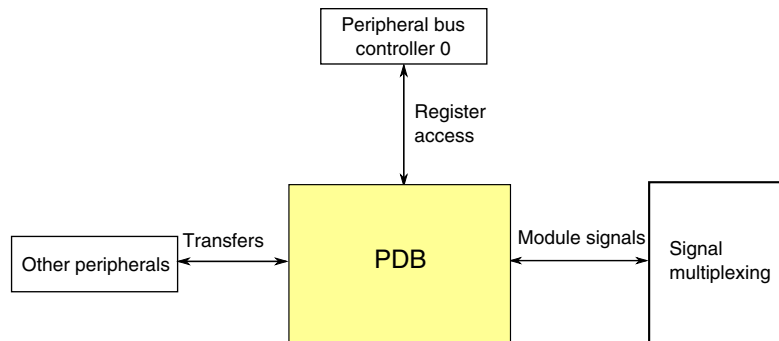 Peripheral bus
controller 0
Register
access
Other peripherals
Transfers
PDB
Module signals
Signal
multiplexing